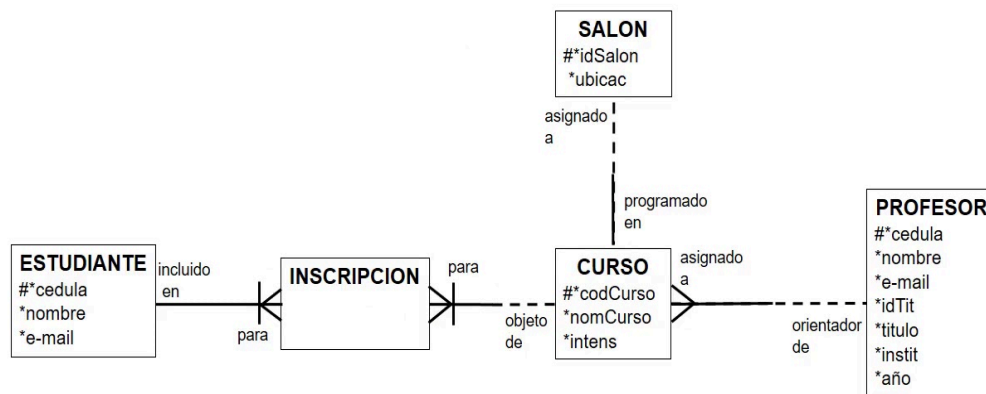 SALON
#*idSalon
*ubicac
asignado
a
programado
en
ESTUDIANTE
#*cedula
*nombre
*e-mail
incluido
en
para
INSCRIPCION
para
objeto
de
CURSO
#*codCurso
*nomCurso
*intens
asignado
a
orientador
de
PROFESOR
#*cedula
*nombre
*e-mail
*idTit
*titulo
*instit
*año